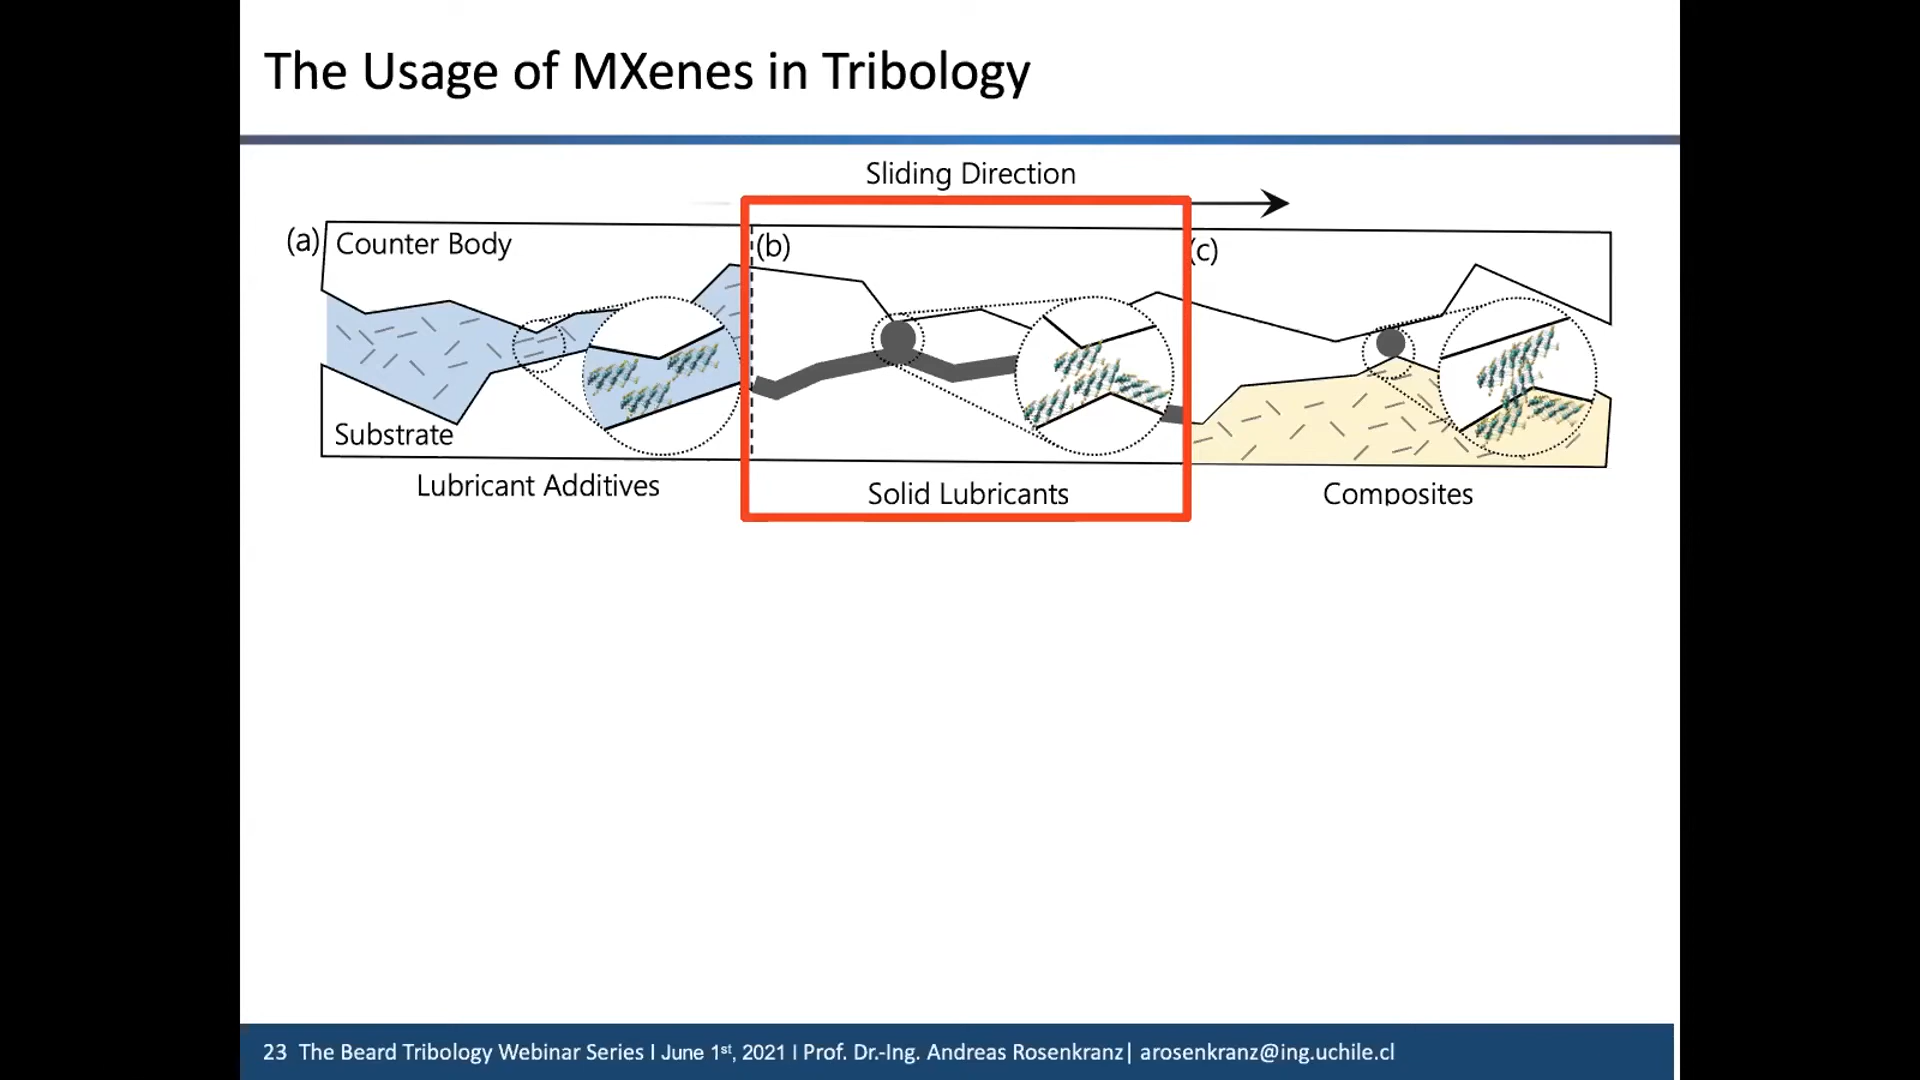 The Usage of MXenes in Tribology
Sliding Direction
(a) Counter Body
(b)
(c)
Substrate
Lubricant Additives
Solid Lubricants
Composites
23 The Beard Tribology Webinar Series I June 1st, 2021 I Prof. Dr.-Ing. Andreas Rosenkranz| arosenkranz@ing.uchile.cl